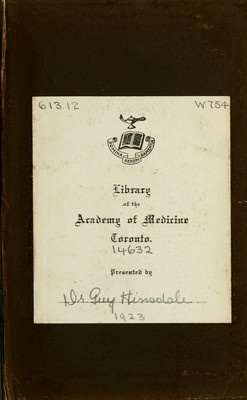 613.12 W754
Library
of the
Academy of Medicine
Toronto.
14632
Presented by
Dr. Guy Hinsdale
1923